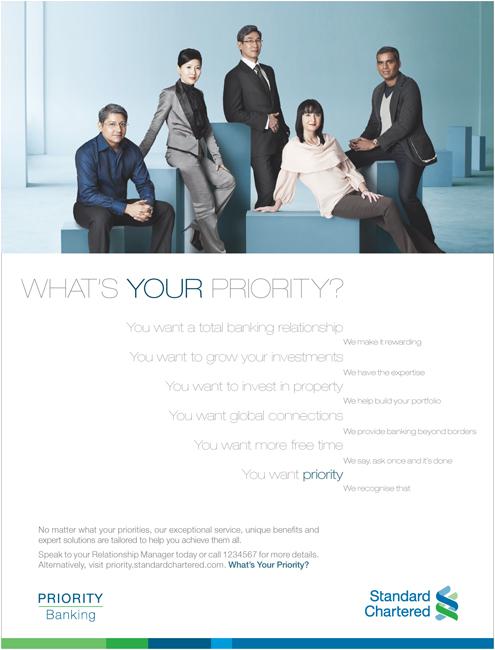 WHAT'S YOUR PRIORITY?
You want a total banking relationship
We make it rewarding
You want to grow your investments
We have the expertise
You want to invest in property
We help build your portfolio
You want global connections
We provide banking beyond borders
You want more free time
We say, ask once and it's done
You want priority
We recognise that
No matter what your priorities, our exceptional service, unique benefits and
expert solutions are tailored to help you achieve them all.
Speak to your Relationship Manager today or call 1234567 for more details.
Alternatively, visit priority.standardchartered.com. What's Your Priority?
PRIORITY
Banking
Standard
Chartered